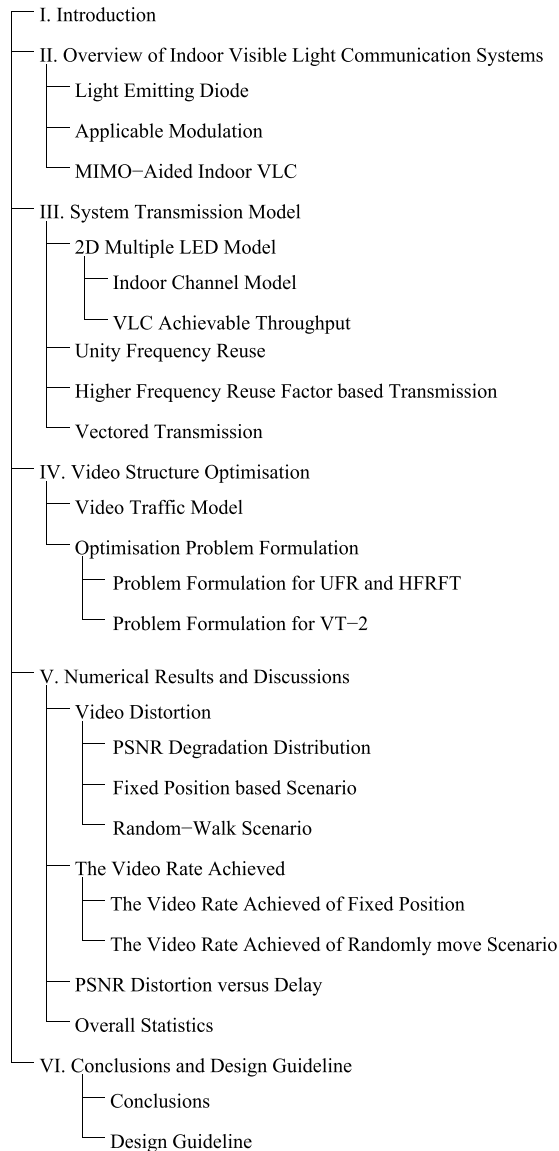 I. Introduction
II. Overview of Indoor Visible Light Communication Systems
Light Emitting Diode
Applicable Modulation
MIMO−Aided Indoor VLC
III. System Transmission Model
2D Multiple LED Model
Indoor Channel Model
VLC Achievable Throughput
Unity Frequency Reuse
Higher Frequency Reuse Factor based Transmission
Vectored Transmission
IV. Video Structure Optimisation
Video Traffic Model
Optimisation Problem Formulation
Problem Formulation for UFR and HFRFT
Problem Formulation for VT−2
V. Numerical Results and Discussions
Video Distortion
PSNR Degradation Distribution
Fixed Position based Scenario
Random−Walk Scenario
The Video Rate Achieved
The Video Rate Achieved of Fixed Position
The Video Rate Achieved of Randomly move Scenario
PSNR Distortion versus Delay
Overall Statistics
VI. Conclusions and Design Guideline
Conclusions
Design Guideline